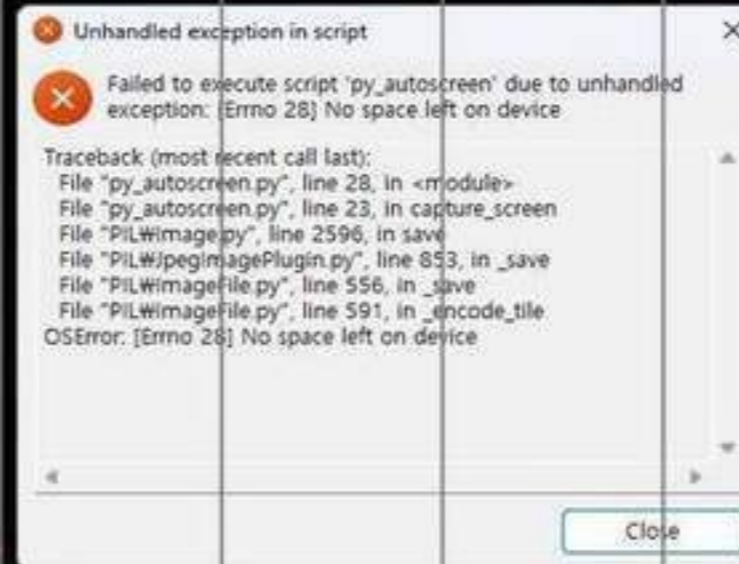 Unhandled exception in script
Failed to execute script 'py_autoscreen' due to unhandled
exception: [Errno 28] No space left on device
Traceback (most recent call last):
File "py_autoscreen.py", line 28, in <module>
File "py_autoscreen.py", line 23, in capture_screen
File "PIL₩Image.py", line 2596, in save
File "PIL₩JpegImagePlugin.py", line 853, in _save
File "PIL₩ImageFile.py", line 556, in _save
File "PIL₩ImageFile.py", line 591, in _encode_tile
OSError: [Errno 28] No space left on device
Close